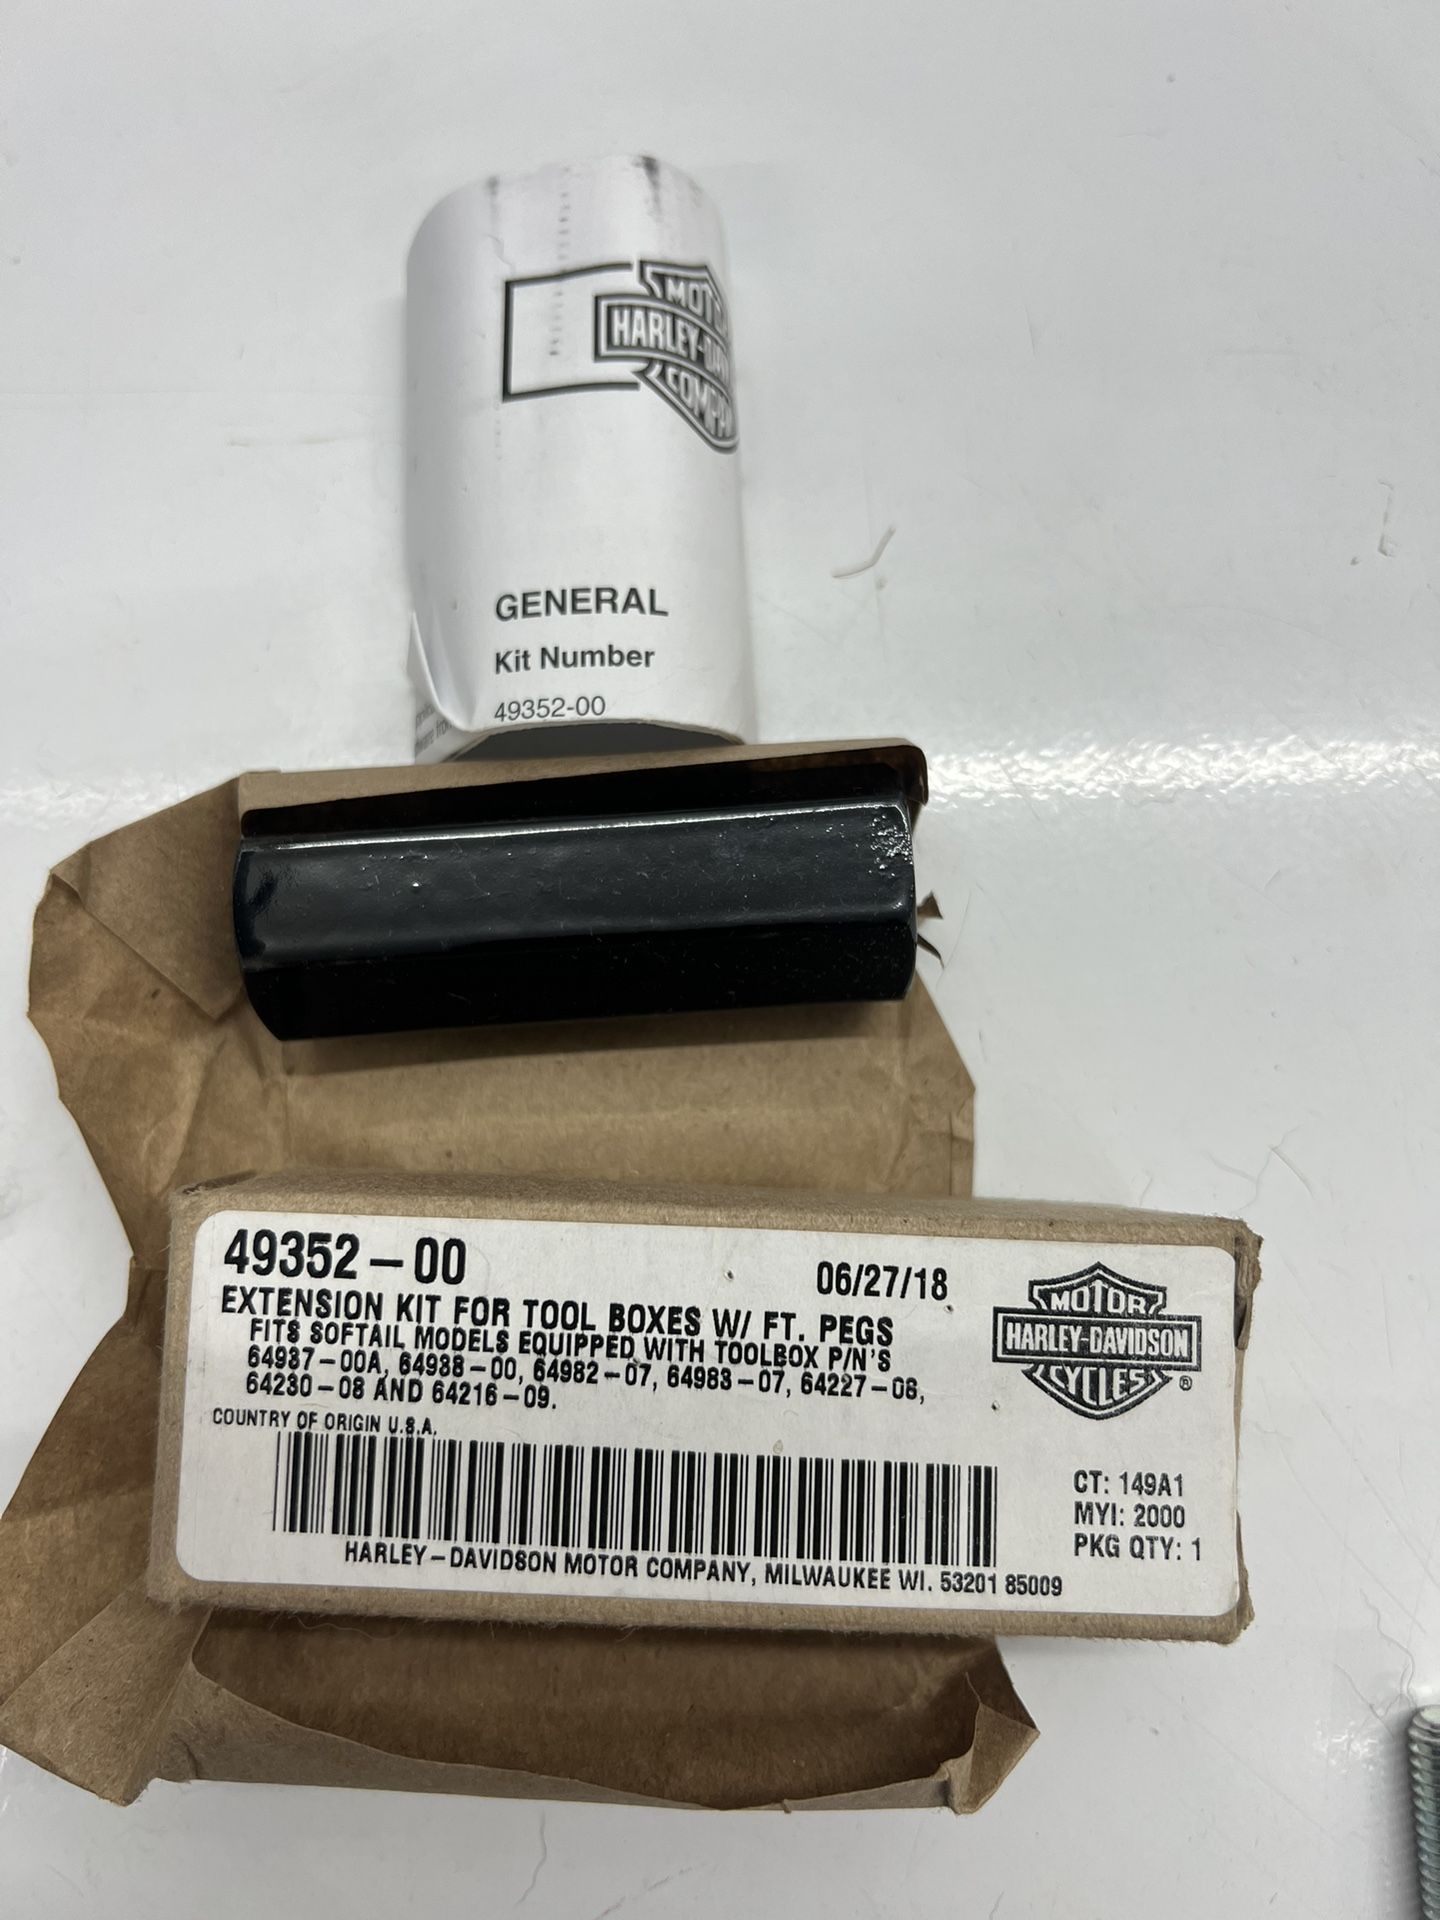 MOTO
HARLEY-DAV
COMPAN
GENERAL
Kit Number
49352-00
49352-00
06/27/18
EXTENSION KIT FOR TOOL BOXES W/ FT. PEGS
FITS SOFTAIL MODELS EQUIPPED WITH TOOLBOX P/N'S
64937-00A, 64938-00, 64982-07, 64983-07, 64227-08,
64230-08 AND 64216-09.
COUNTRY OF ORIGIN U.S.A.
MOTOR
HARLEY-DAVIDSON
CYCLES
®
CT: 149A1
MYI: 2000
PKG QTY: 1
HARLEY-DAVIDSON MOTOR COMPANY, MILWAUKEE WI. 53201 85009